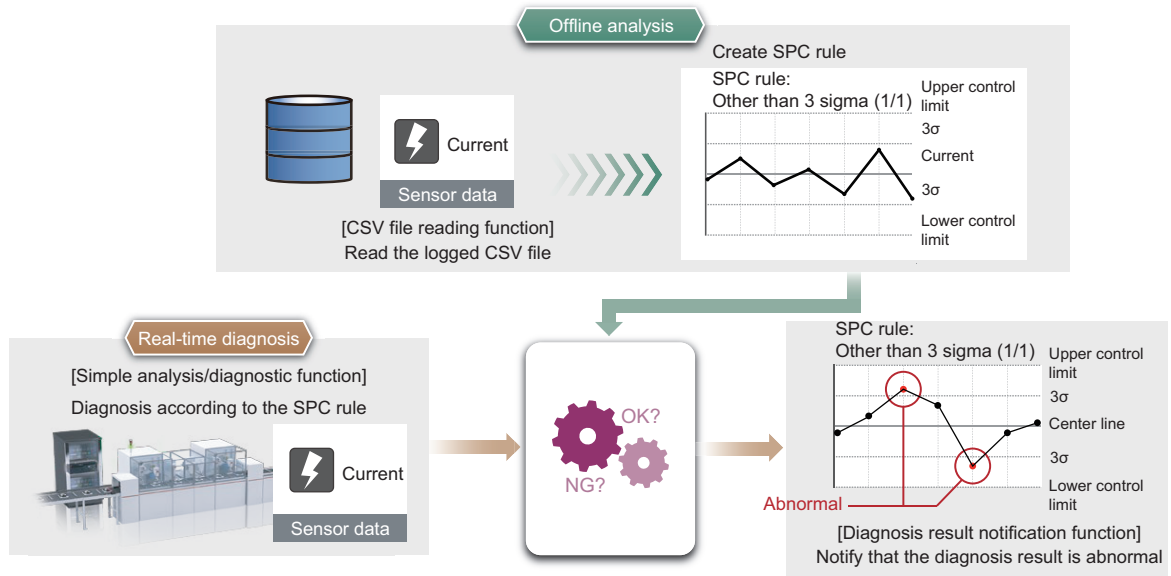 Offline analysis
Create SPC rule
SPC rule:
Other than 3 sigma (1/1)
Upper control
limit
3σ
Current
3σ
Lower control
limit
Current
Sensor data
[CSV file reading function]
Read the logged CSV file
Real-time diagnosis
[Simple analysis/diagnostic function]
Diagnosis according to the SPC rule
Current
Sensor data
OK?
NG?
SPC rule:
Other than 3 sigma (1/1)
Upper control
limit
3σ
Center line
3σ
Lower control
limit
Abnormal
[Diagnosis result notification function]
Notify that the diagnosis result is abnormal